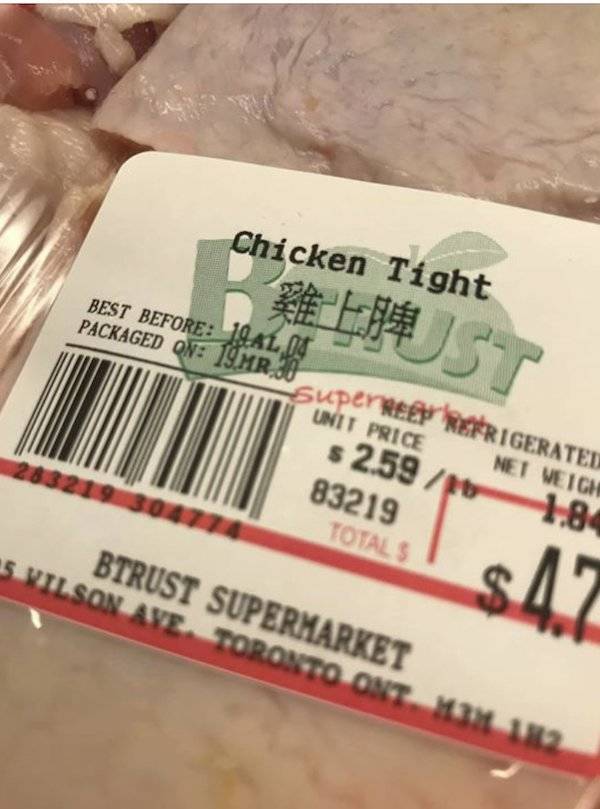 Chicken Tight
雞上脾
BTRUST
Supermarket
BEST BEFORE: 19.AL.04
PACKAGED ON: 19.MR.30
KEEP REFRIGERATED
UNIT PRICE
NET WEIGH
$ 2.59 /lb
1.84
83219
TOTAL $
$4.7
283219 304774
BTRUST SUPERMARKET
5 WILSON AVE. TORONTO ONT. M3M 1H2